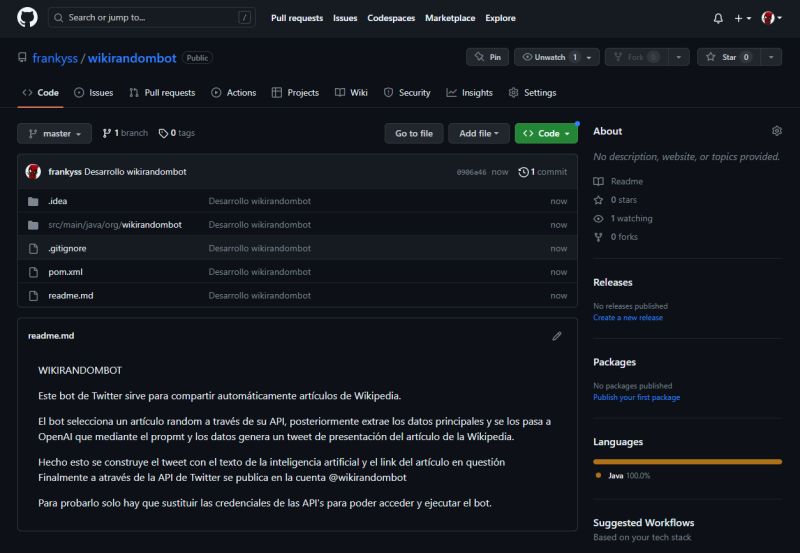 Search or jump to... /
Pull requests Issues Codespaces Marketplace Explore
frankyss / wikirandombot Public
Pin Unwatch 1 Fork 0 Star 0
Code Issues Pull requests Actions Projects Wiki Security Insights Settings
master 1 branch 0 tags Go to file Add file Code
frankyss Desarrollo wikirandombot 0906a46 now 1 commit
.idea Desarrollo wikirandombot now
src/main/java/org/wikirandombot Desarrollo wikirandombot now
.gitignore Desarrollo wikirandombot now
pom.xml Desarrollo wikirandombot now
readme.md Desarrollo wikirandombot now
readme.md
WIKIRANDOMBOT
Este bot de Twitter sirve para compartir automáticamente artículos de Wikipedia.
El bot selecciona un artículo random a través de su API, posteriormente extrae los datos principales y se los pasa a
OpenAI que mediante el propmt y los datos genera un tweet de presentación del artículo de la Wikipedia.
Hecho esto se construye el tweet con el texto de la inteligencia artificial y el link del artículo en questión
Finalmente a através de la API de Twitter se publica en la cuenta @wikirandombot
Para probarlo solo hay que sustituir las credenciales de las API's para poder acceder y ejecutar el bot.
About
No description, website, or topics provided.
Readme
0 stars
1 watching
0 forks
Releases
No releases published
Create a new release
Packages
No packages published
Publish your first package
Languages
Java 100.0%
Suggested Workflows
Based on your tech stack